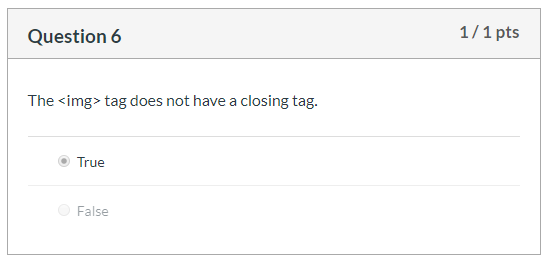 Question 6
1 / 1 pts
The <img> tag does not have a closing tag.
True
False